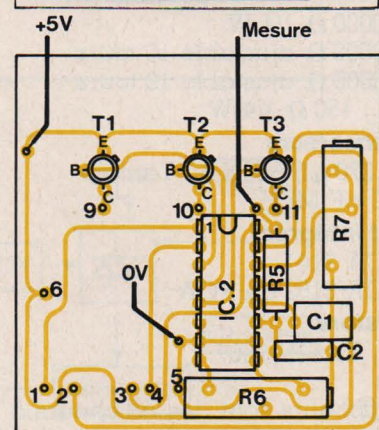 +5V Mesure
T1 T2 T3
E E E
B B B
C C C
9 10 11
1
R7
6
0V
IC.2
R5
C1
C2
5
1 2 3 4
R6